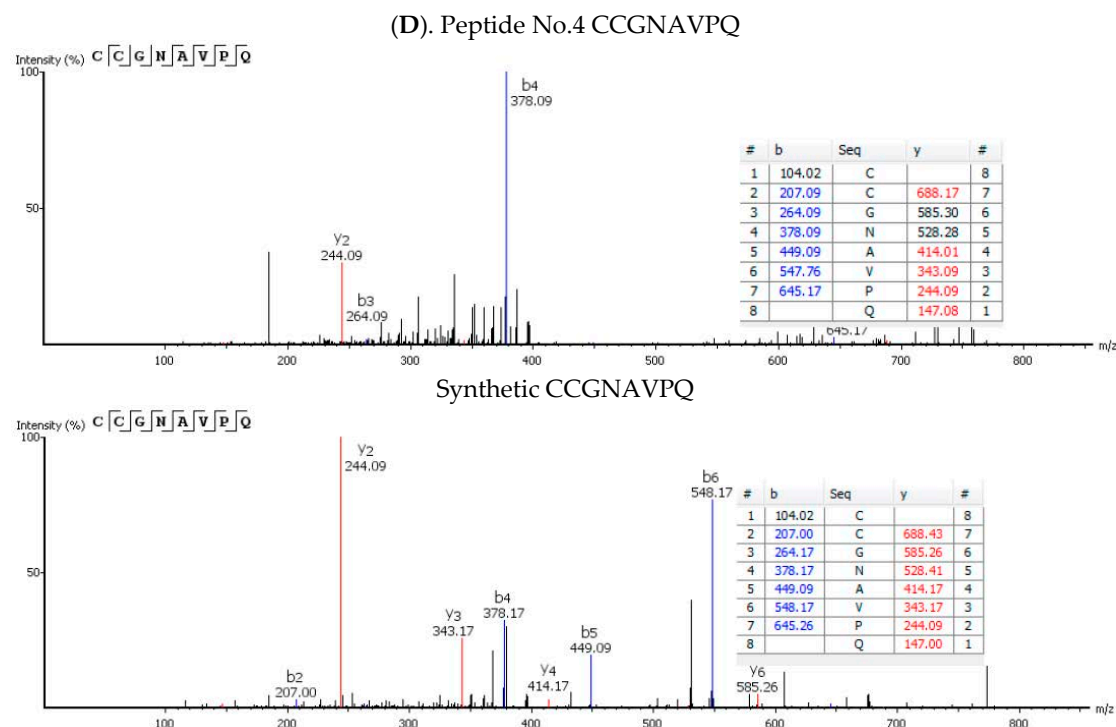 (D). Peptide No.4 CCGNAVPQ
Intensity (%) C C G N A V P Q
100
50
b4
378.09
y2
244.09
b3
264.09
# b Seq y #
1 104.02 C 8
2 207.09 C 688.17 7
3 264.09 G 585.30 6
4 378.09 N 528.28 5
5 449.09 A 414.01 4
6 547.76 V 343.09 3
7 645.17 P 244.09 2
8 Q 147.08 1
645.17
100 200 300 400 500 600 700 800 m/z
Synthetic CCGNAVPQ
Intensity (%) C C G N A V P Q
100
50
y2
244.09
b6
548.17
y3
343.17
b4
378.17
b5
449.09
b2
207.00
y4
414.17
y6
585.26
# b Seq y #
1 104.02 C 8
2 207.00 C 688.43 7
3 264.17 G 585.26 6
4 378.17 N 528.41 5
5 449.09 A 414.17 4
6 548.17 V 343.17 3
7 645.26 P 244.09 2
8 Q 147.00 1
100 200 300 400 500 600 700 800 m/z